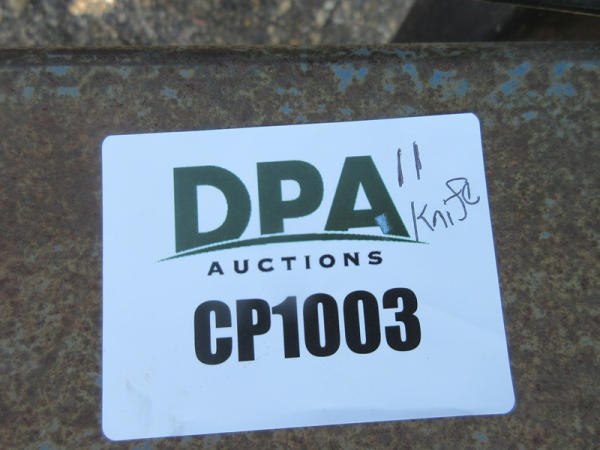 DPA
AUCTIONS
11
Knife
CP1003